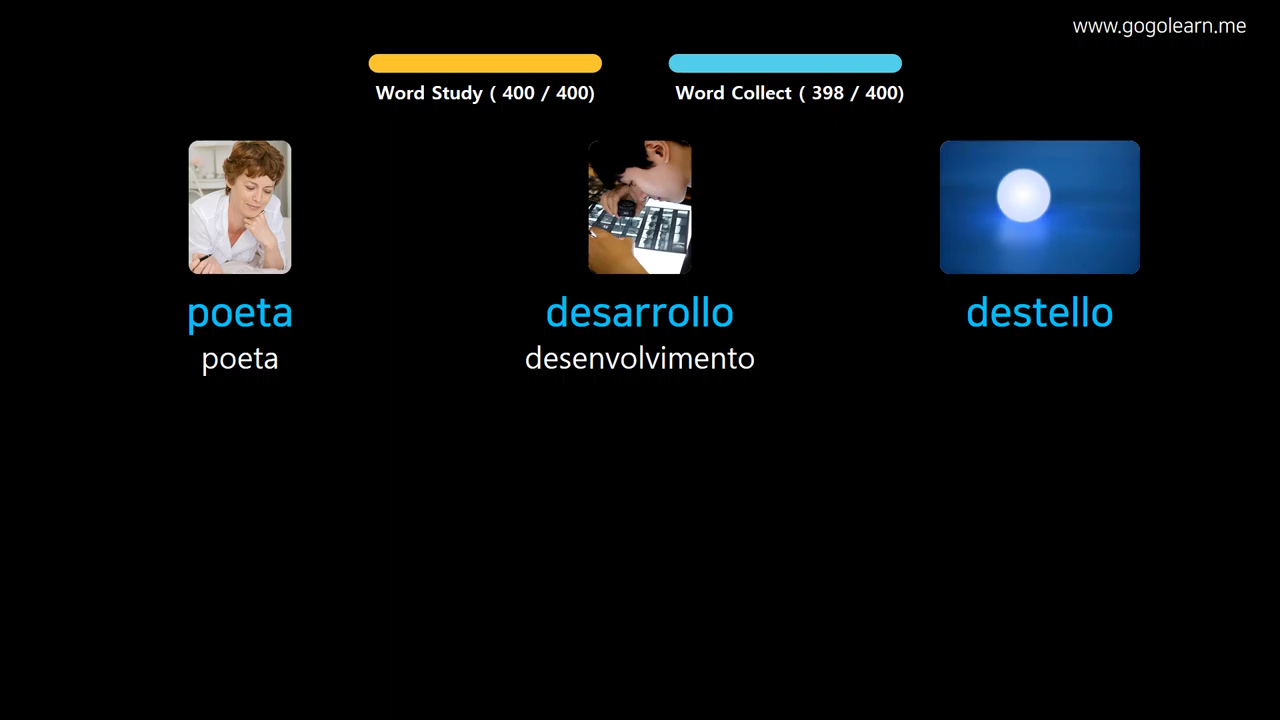 www.gogolearn.me
Word Study ( 400 / 400)
Word Collect ( 398 / 400)
poeta
desarrollo
destello
poeta
desenvolvimento